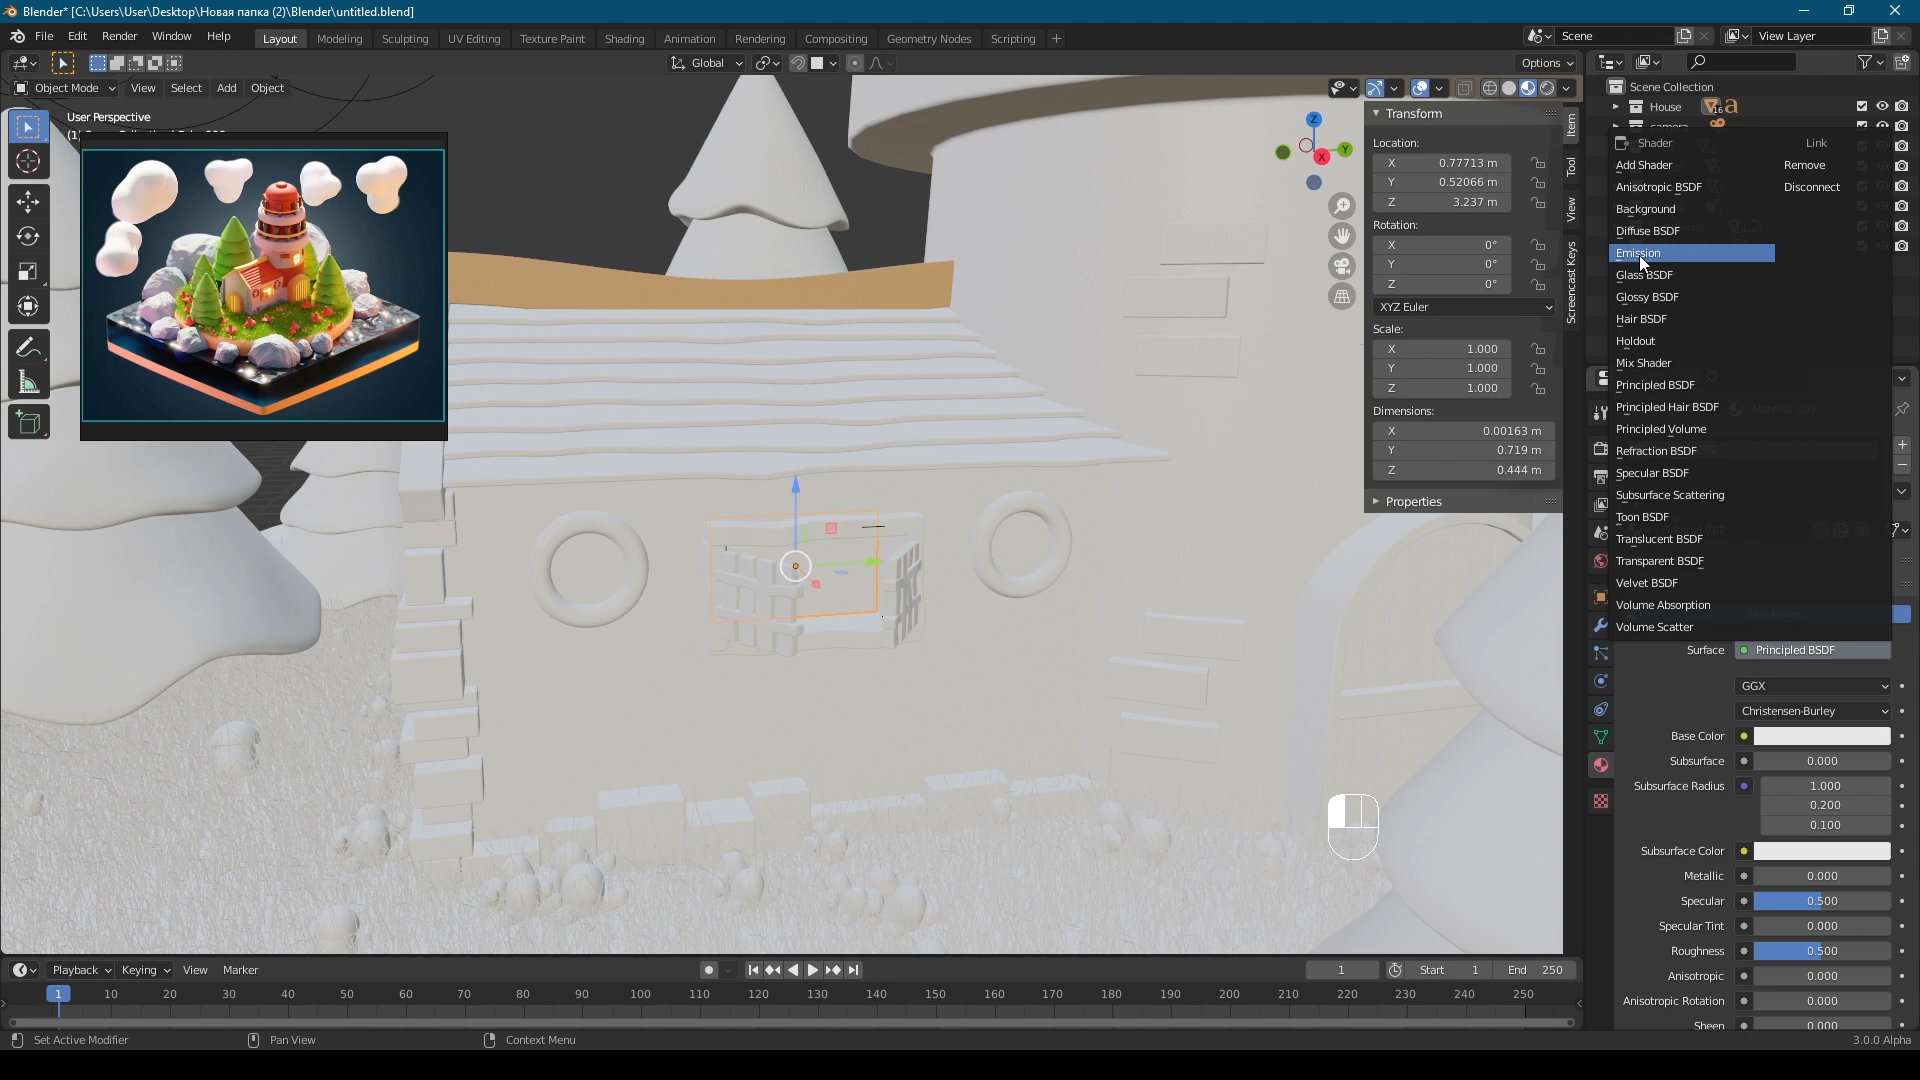 Blender* [C:\Users\User\Desktop\Новая папка (2)\Blender\untitled.blend]
File Edit Render Window Help Layout Modeling Sculpting UV Editing Texture Paint Shading Animation Rendering Compositing Geometry Nodes Scripting + Scene View Layer
Global Options
Object Mode View Select Add Object
User Perspective
Scene Collection
House
Transform
Location:
X 0.77713 m
Y 0.52066 m
Z 3.237 m
Rotation:
X 0°
Y 0°
Z 0°
XYZ Euler
Scale:
X 1.000
Y 1.000
Z 1.000
Dimensions:
X 0.00163 m
Y 0.719 m
Z 0.444 m
Properties
Item
Tool
View
Screencast Keys
Z
Y
X
Shader Link
Add Shader Remove
Anisotropic BSDF Disconnect
Background
Diffuse BSDF
Emission
Glass BSDF
Glossy BSDF
Hair BSDF
Holdout
Mix Shader
Principled BSDF
Principled Hair BSDF
Principled Volume
Refraction BSDF
Specular BSDF
Subsurface Scattering
Toon BSDF
Translucent BSDF
Transparent BSDF
Velvet BSDF
Volume Absorption
Volume Scatter
Surface Principled BSDF
GGX
Christensen-Burley
Base Color
Subsurface 0.000
Subsurface Radius 1.000
0.200
0.100
Subsurface Color
Metallic 0.000
Specular 0.500
Specular Tint 0.000
Roughness 0.500
Anisotropic 0.000
Anisotropic Rotation 0.000
Sheen 0.000
Playback Keying View Marker 1 Start 1 End 250
1 10 20 30 40 50 60 70 80 90 100 110 120 130 140 150 160 170 180 190 200 210 220 230 240 250
Set Active Modifier Pan View Context Menu 3.0.0 Alpha